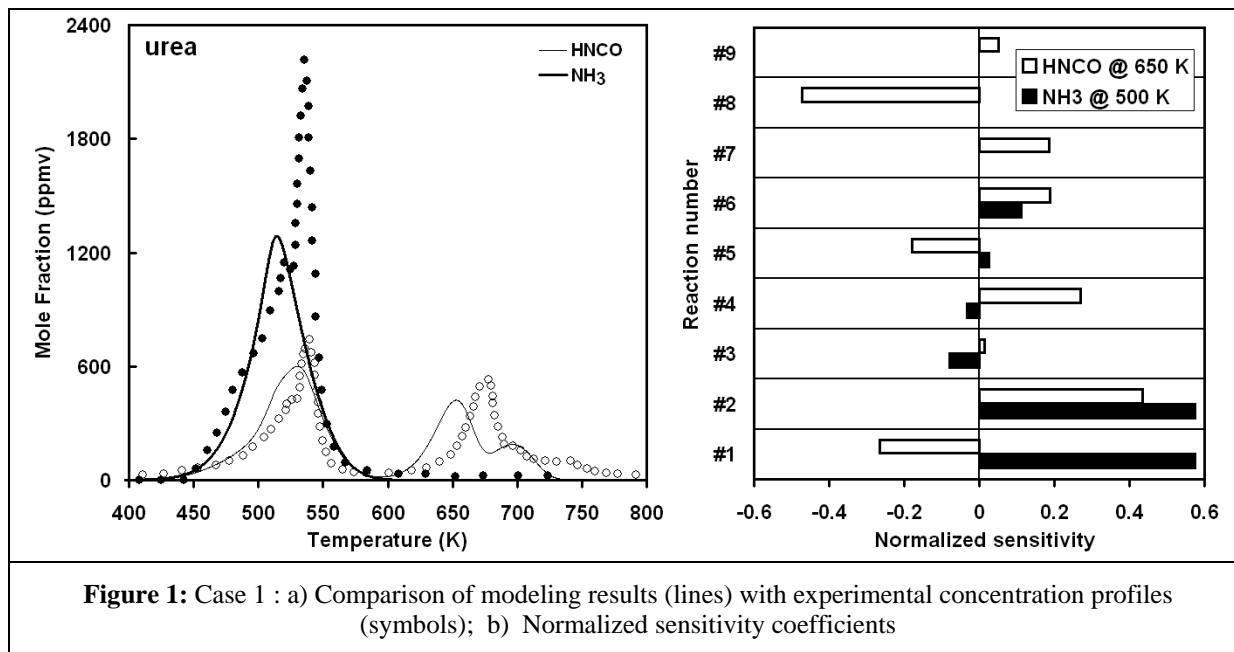 urea
HNCO
NH3
Mole Fraction (ppmv)
2400
1800
1200
600
0
400 450 500 550 600 650 700 750 800
Temperature (K)
HNCO @ 650 K
NH3 @ 500 K
Reaction number
#9
#8
#7
#6
#5
#4
#3
#2
#1
-0.6 -0.4 -0.2 0 0.2 0.4 0.6
Normalized sensitivity
Figure 1: Case 1 : a) Comparison of modeling results (lines) with experimental concentration profiles
(symbols); b) Normalized sensitivity coefficients